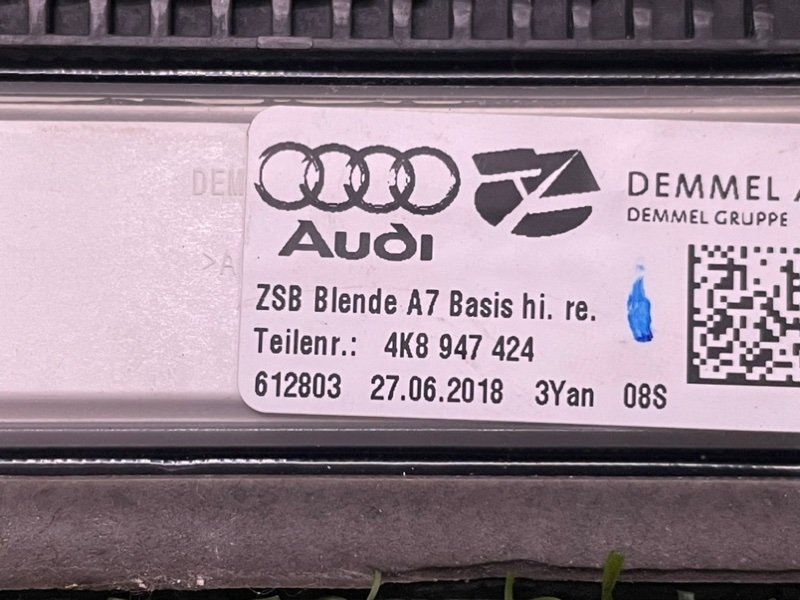 Audi
DEMMEL
DEMMEL GRUPPE
ZSB Blende A7 Basis hi. re.
Teilenr.: 4K8 947 424
612803 27.06.2018 3Yan 08S
DEM
>A